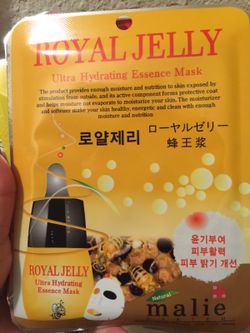 ROYAL JELLY
Ultra Hydrating Essence Mask
The product provides enough moisture and nutrition to skin exposed by
stimulation from outside, and its active component forms protective coat
and helps moisture not evaporate to moisturize your skin. The moisturizer
and softener make your skin healthy, energetic and clean with enough
moisture and nutrition
로얄제리
ローヤルゼリー
蜂王浆
ROYAL JELLY
Ultra Hydrating
Essence Mask
윤기부여
피부활력
피부 밝기 개선
Natural
malie